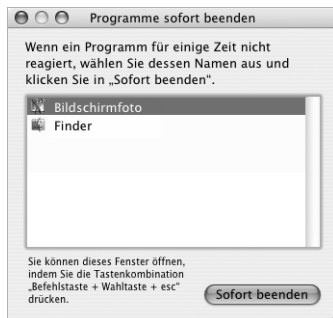 Programme sofort beenden
Wenn ein Programm für einige Zeit nicht
reagiert, wählen Sie dessen Namen aus und
klicken Sie in „Sofort beenden“.
Bildschirmfoto
Finder
Sie können dieses Fenster öffnen,
indem Sie die Tastenkombination
„Befehlstaste + Wahltaste + esc“
drücken.
Sofort beenden